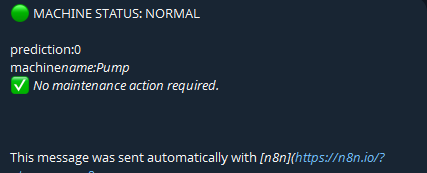 🟢 MACHINE STATUS: NORMAL
prediction:0
machinename:Pump
✅ No maintenance action required.
This message was sent automatically with [n8n](https://n8n.io/?